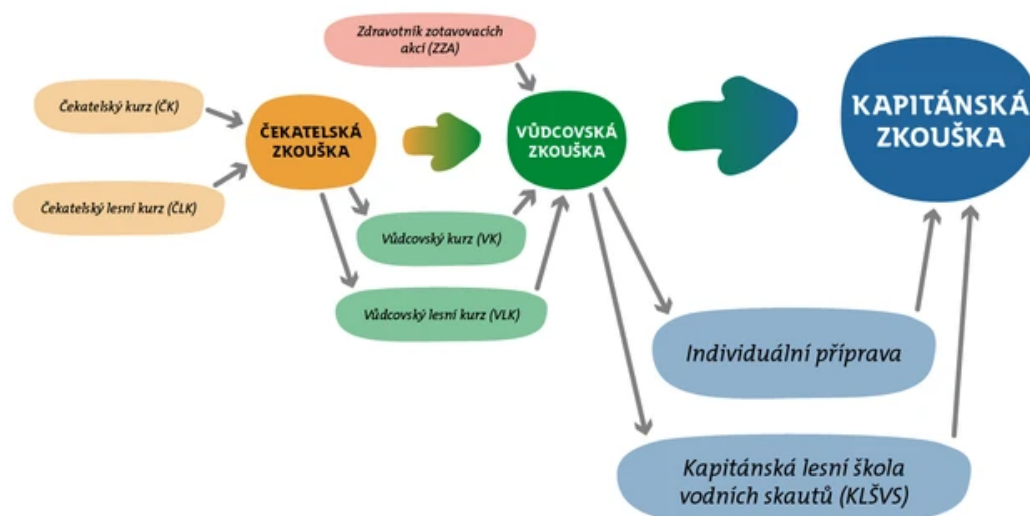 Zdravotník zotavovacích
akcí (ZZA)
Čekatelský kurz (ČK)
ČEKATELSKÁ
ZKOUŠKA
VŮDCOVSKÁ
ZKOUŠKA
KAPITÁNSKÁ
ZKOUŠKA
Čekatelský lesní kurz (ČLK)
Vůdcovský kurz (VK)
Vůdcovský lesní kurz (VLK)
Individuální příprava
Kapitánská lesní škola
vodních skautů (KLŠVS)